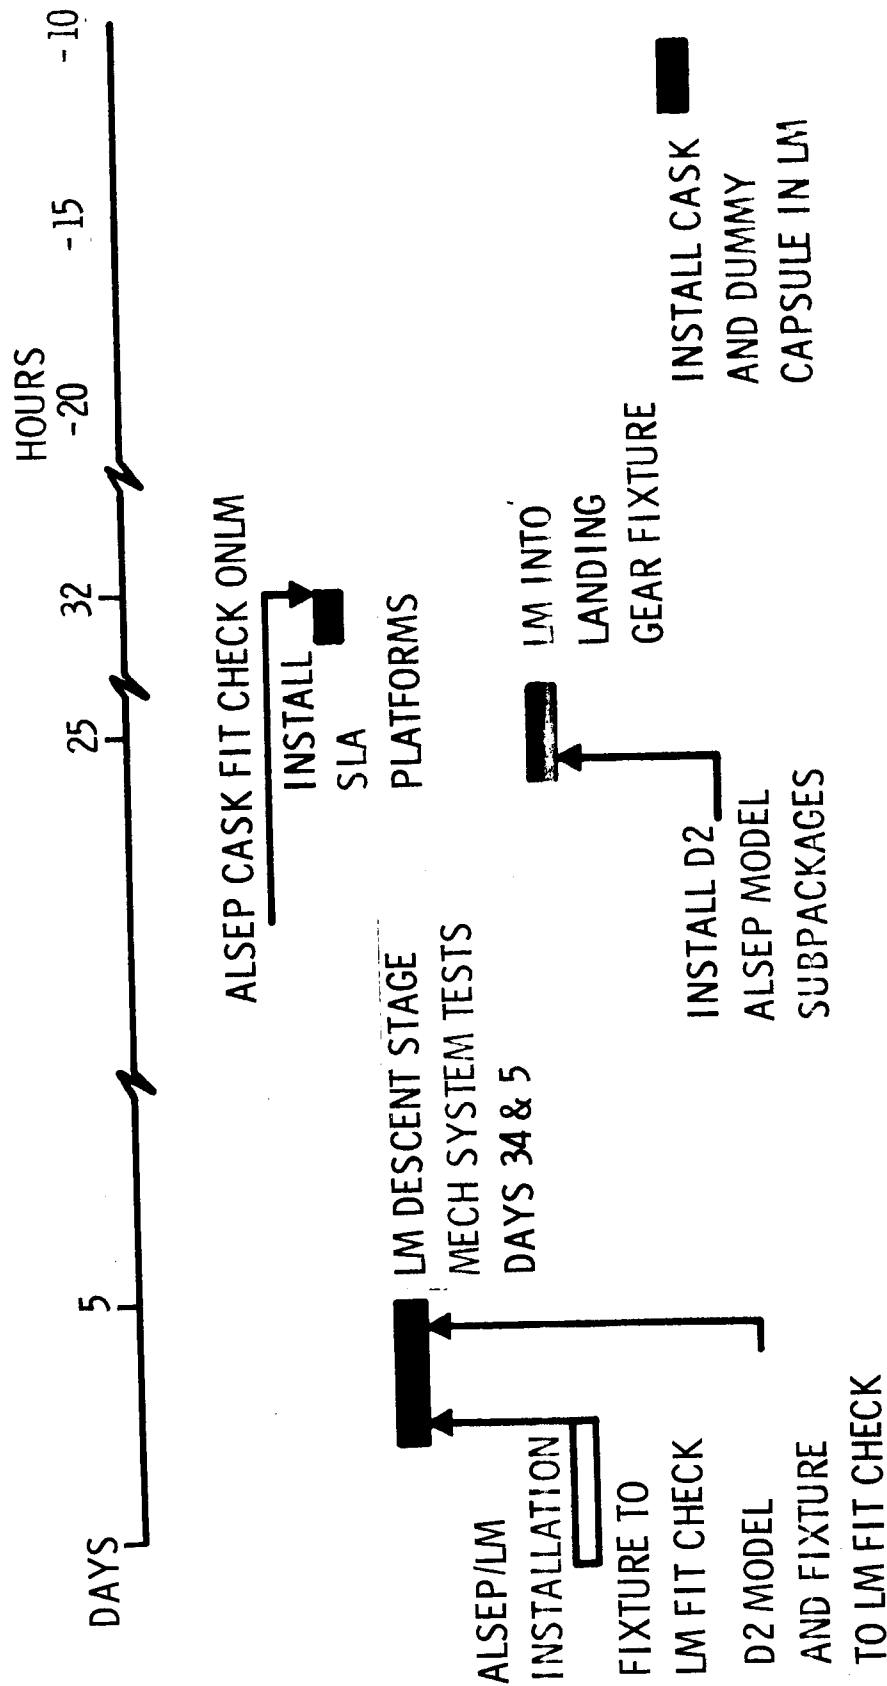 HOURS
DAYS
5
25
32
-20
-15
-10
ALSEP CASK FIT CHECK ONLM
INSTALL
SLA
PLATFORMS
LM DESCENT STAGE
MECH SYSTEM TESTS
DAYS 34 & 5
LM INTO
LANDING
GEAR FIXTURE
ALSEP/LM
INSTALLATION
FIXTURE TO
LM FIT CHECK
D2 MODEL
AND FIXTURE
TO LM FIT CHECK
INSTALL D2
ALSEP MODEL
SUBPACKAGES
INSTALL CASK
AND DUMMY
CAPSULE IN LM